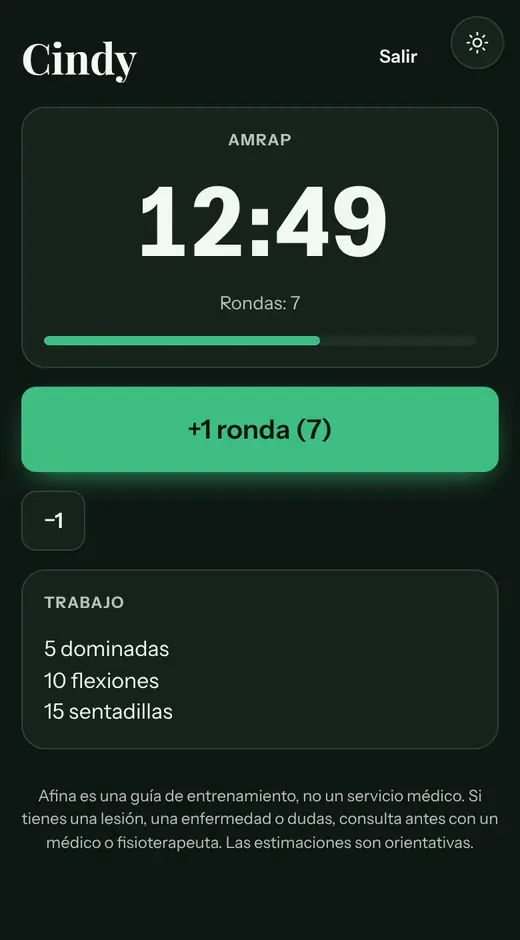 Cindy
Salir
AMRAP
12:49
Rondas: 7
+1 ronda (7)
−1
TRABAJO
5 dominadas
10 flexiones
15 sentadillas
Afina es una guía de entrenamiento, no un servicio médico. Si
tienes una lesión, una enfermedad o dudas, consulta antes con un
médico o fisioterapeuta. Las estimaciones son orientativas.